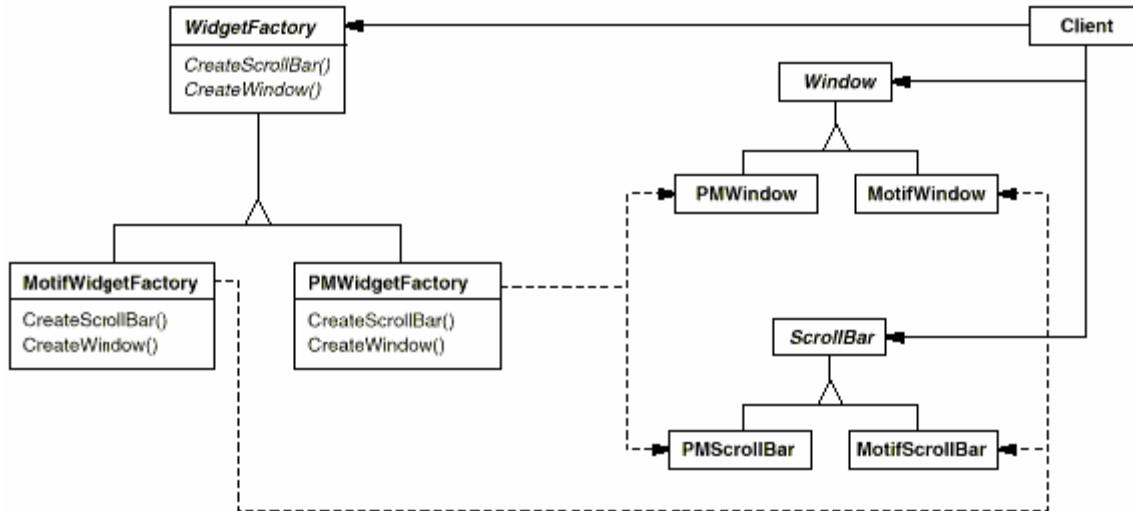 WidgetFactory
CreateScrollBar()
CreateWindow()
Client
Window
PMWindow
MotifWindow
MotifWidgetFactory
CreateScrollBar()
CreateWindow()
PMWidgetFactory
CreateScrollBar()
CreateWindow()
ScrollBar
PMScrollBar
MotifScrollBar